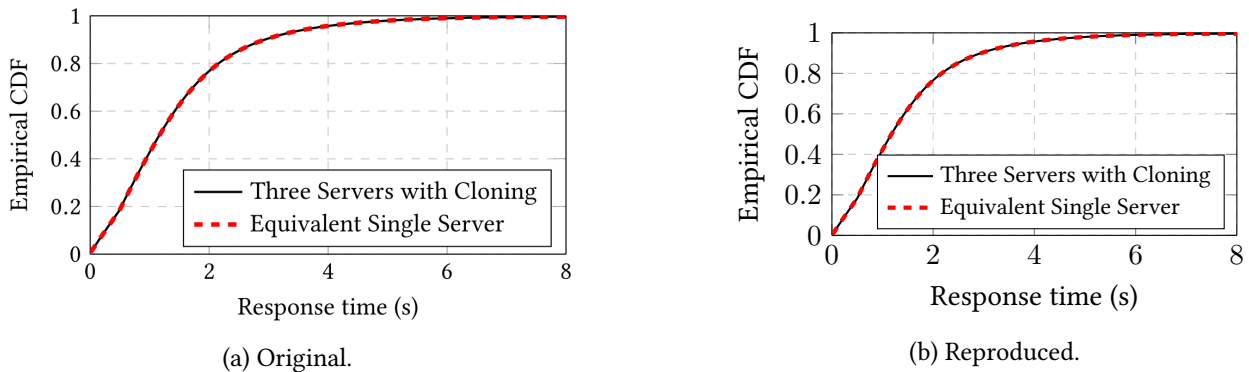 1
0.8
0.6
0.4
0.2
0
Empirical CDF
Three Servers with Cloning
Equivalent Single Server
0 2 4 6 8
Response time (s)
(a) Original.
1
0.8
0.6
0.4
0.2
0
Empirical CDF
Three Servers with Cloning
Equivalent Single Server
0 2 4 6 8
Response time (s)
(b) Reproduced.